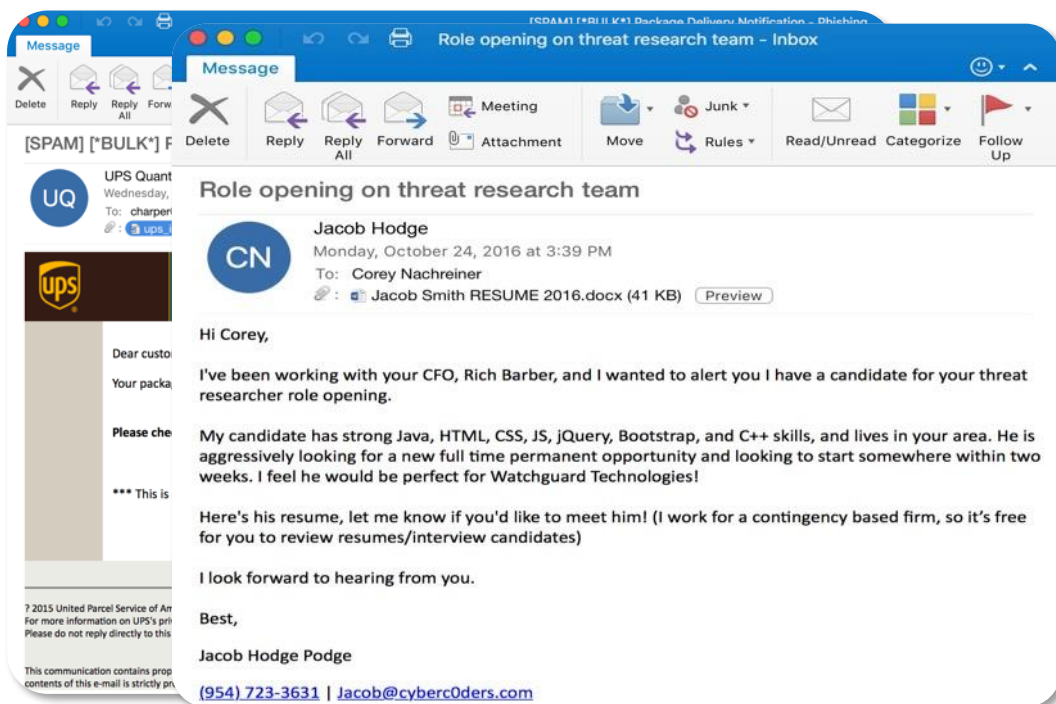 [SPAM] [*BULK*] Package Delivery Notification - Phishing
Message
Delete
Reply
Reply All
Forw
[SPAM] [*BULK*]
UQ
UPS Quant
Wednesday,
To: charper
ups_i
ups
Dear custo
Your packa
Please che
*** This is
? 2015 United Parcel Service of Am
For more information on UPS's pri
Please do not reply directly to this
This communication contains prop
contents of this e-mail is strictly pr
Role opening on threat research team - Inbox
Message
Delete
Reply
Reply All
Forward
Meeting
Attachment
Move
Junk
Rules
Read/Unread
Categorize
Follow Up
Role opening on threat research team
CN
Jacob Hodge
Monday, October 24, 2016 at 3:39 PM
To: Corey Nachreiner
Jacob Smith RESUME 2016.docx (41 KB) Preview
Hi Corey,
I've been working with your CFO, Rich Barber, and I wanted to alert you I have a candidate for your threat
researcher role opening.
My candidate has strong Java, HTML, CSS, JS, jQuery, Bootstrap, and C++ skills, and lives in your area. He is
aggressively looking for a new full time permanent opportunity and looking to start somewhere within two
weeks. I feel he would be perfect for Watchguard Technologies!
Here's his resume, let me know if you'd like to meet him! (I work for a contingency based firm, so it's free
for you to review resumes/interview candidates)
I look forward to hearing from you.
Best,
Jacob Hodge Podge
(954) 723-3631 | Jacob@cyberc0ders.com